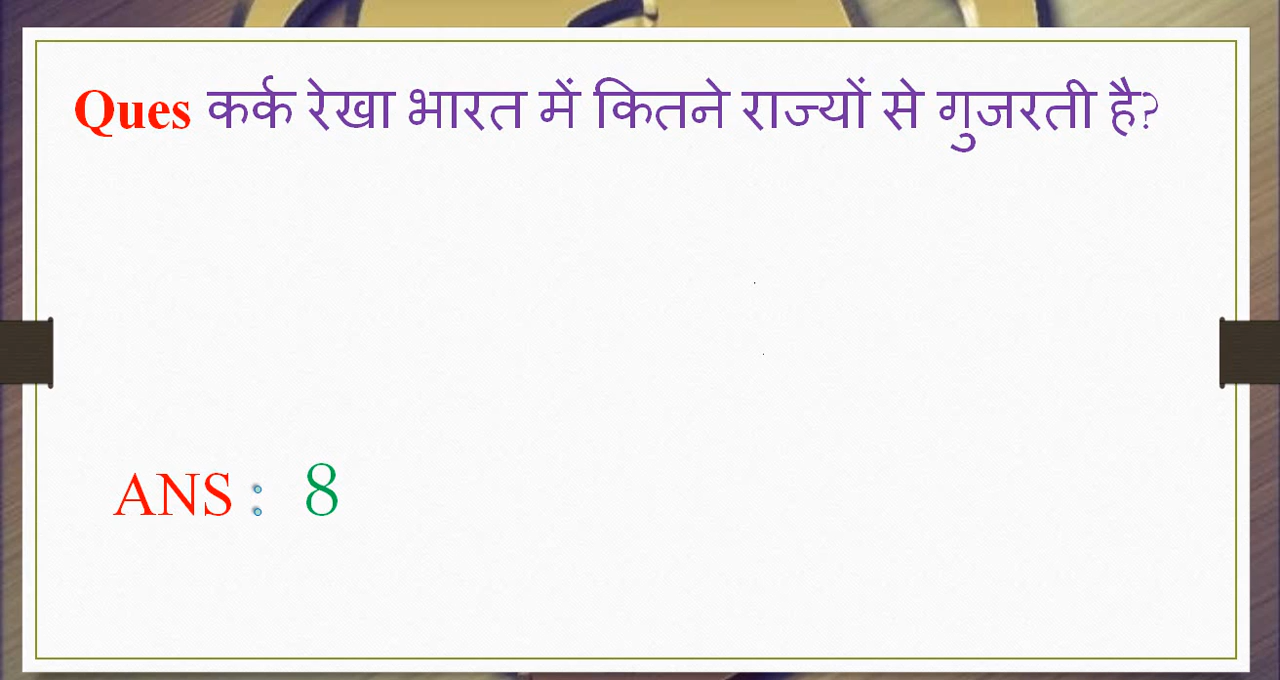 Ques कर्क रेखा भारत में कितने राज्यों से गुजरती है?
ANS : 8